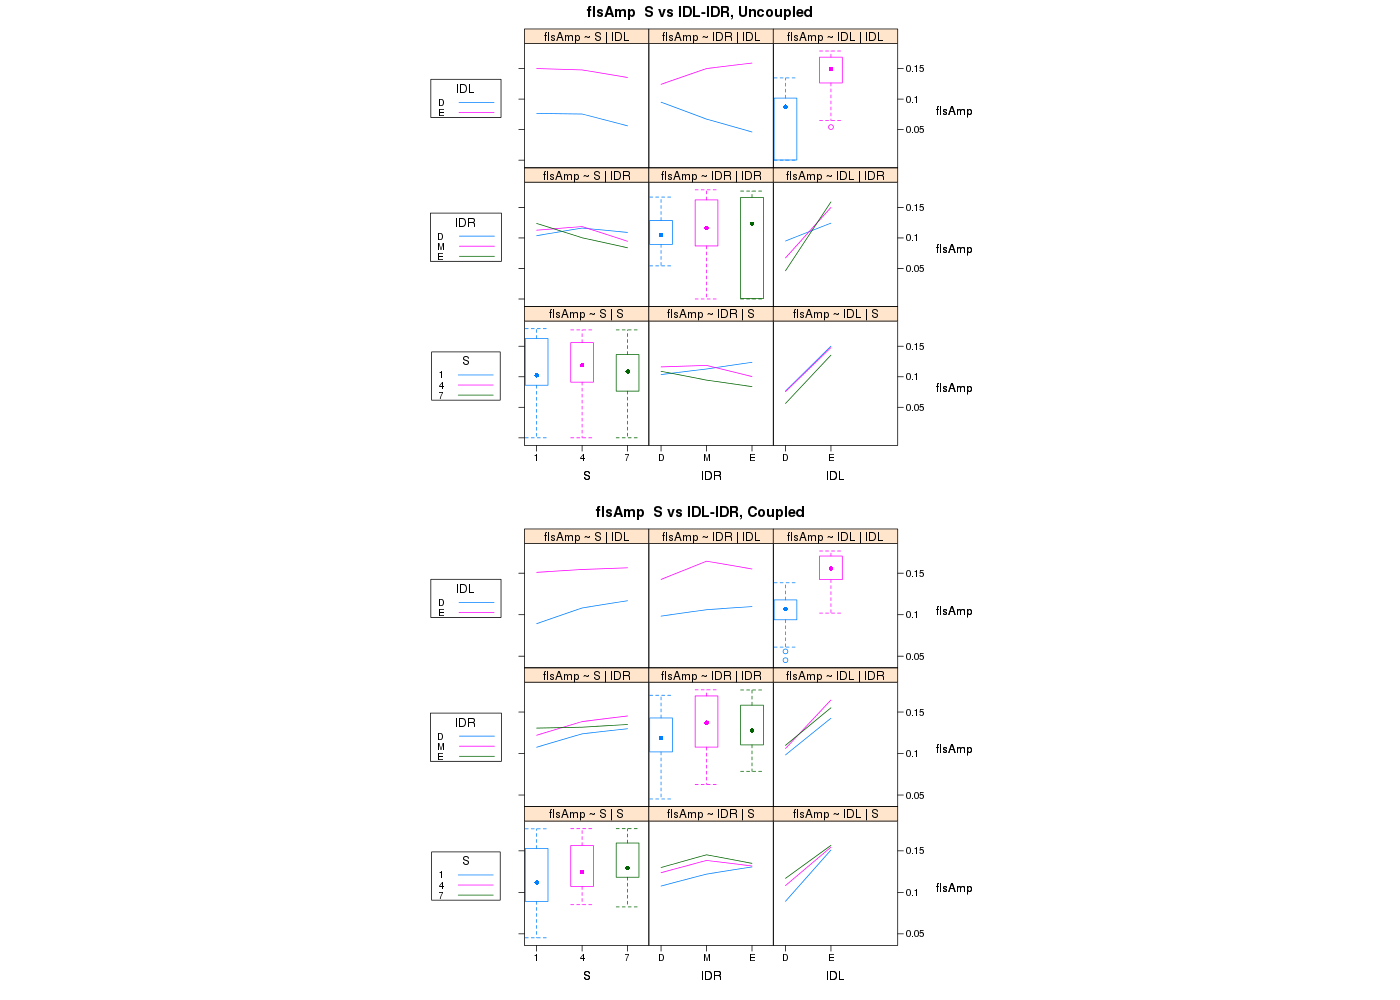 flsAmp S vs IDL-IDR, Uncoupled
flsAmp ~ S | IDL
flsAmp ~ IDR | IDL
flsAmp ~ IDL | IDL
IDL
D
E
0.15
0.1
0.05
flsAmp
flsAmp ~ S | IDR
flsAmp ~ IDR | IDR
flsAmp ~ IDL | IDR
IDR
D
M
E
0.15
0.1
0.05
flsAmp
flsAmp ~ S | S
flsAmp ~ IDR | S
flsAmp ~ IDL | S
S
1
4
7
0.15
0.1
0.05
flsAmp
1 4 7 D M E D E
S IDR IDL
flsAmp S vs IDL-IDR, Coupled
flsAmp ~ S | IDL
flsAmp ~ IDR | IDL
flsAmp ~ IDL | IDL
IDL
D
E
0.15
0.1
0.05
flsAmp
flsAmp ~ S | IDR
flsAmp ~ IDR | IDR
flsAmp ~ IDL | IDR
IDR
D
M
E
0.15
0.1
0.05
flsAmp
flsAmp ~ S | S
flsAmp ~ IDR | S
flsAmp ~ IDL | S
S
1
4
7
0.15
0.1
0.05
flsAmp
1 4 7 D M E D E
S IDR IDL